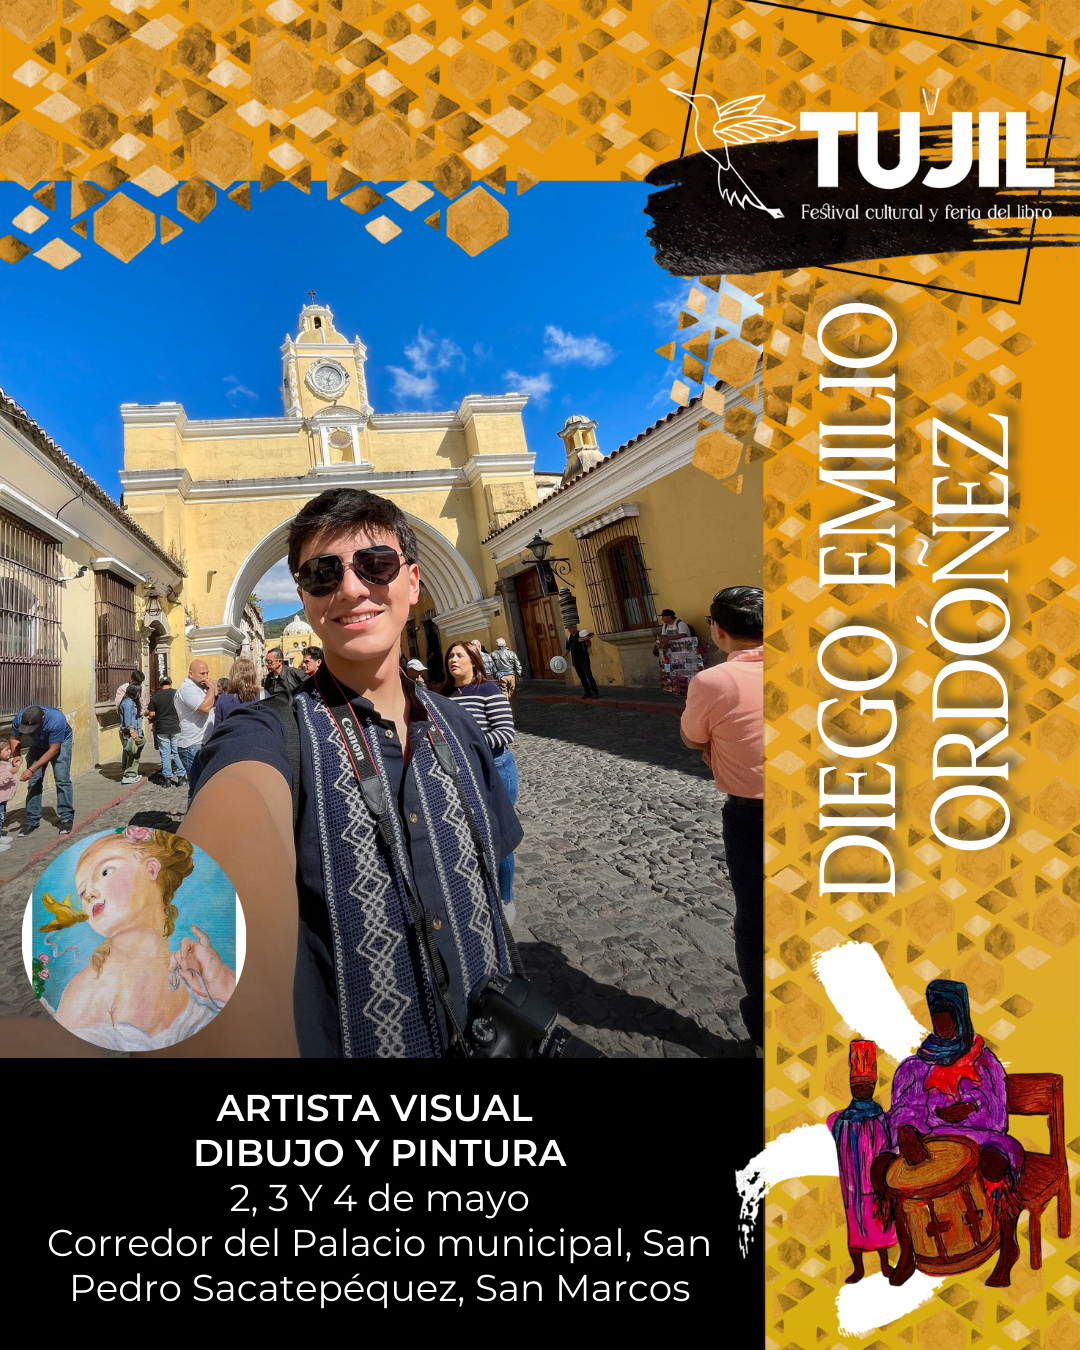 TUJIL
Festival cultural y feria del libro
DIEGO EMILIO
ORDÓÑEZ
Canon
ARTISTA VISUAL
DIBUJO Y PINTURA
2, 3 Y 4 de mayo
Corredor del Palacio municipal, San
Pedro Sacatepéquez, San Marcos